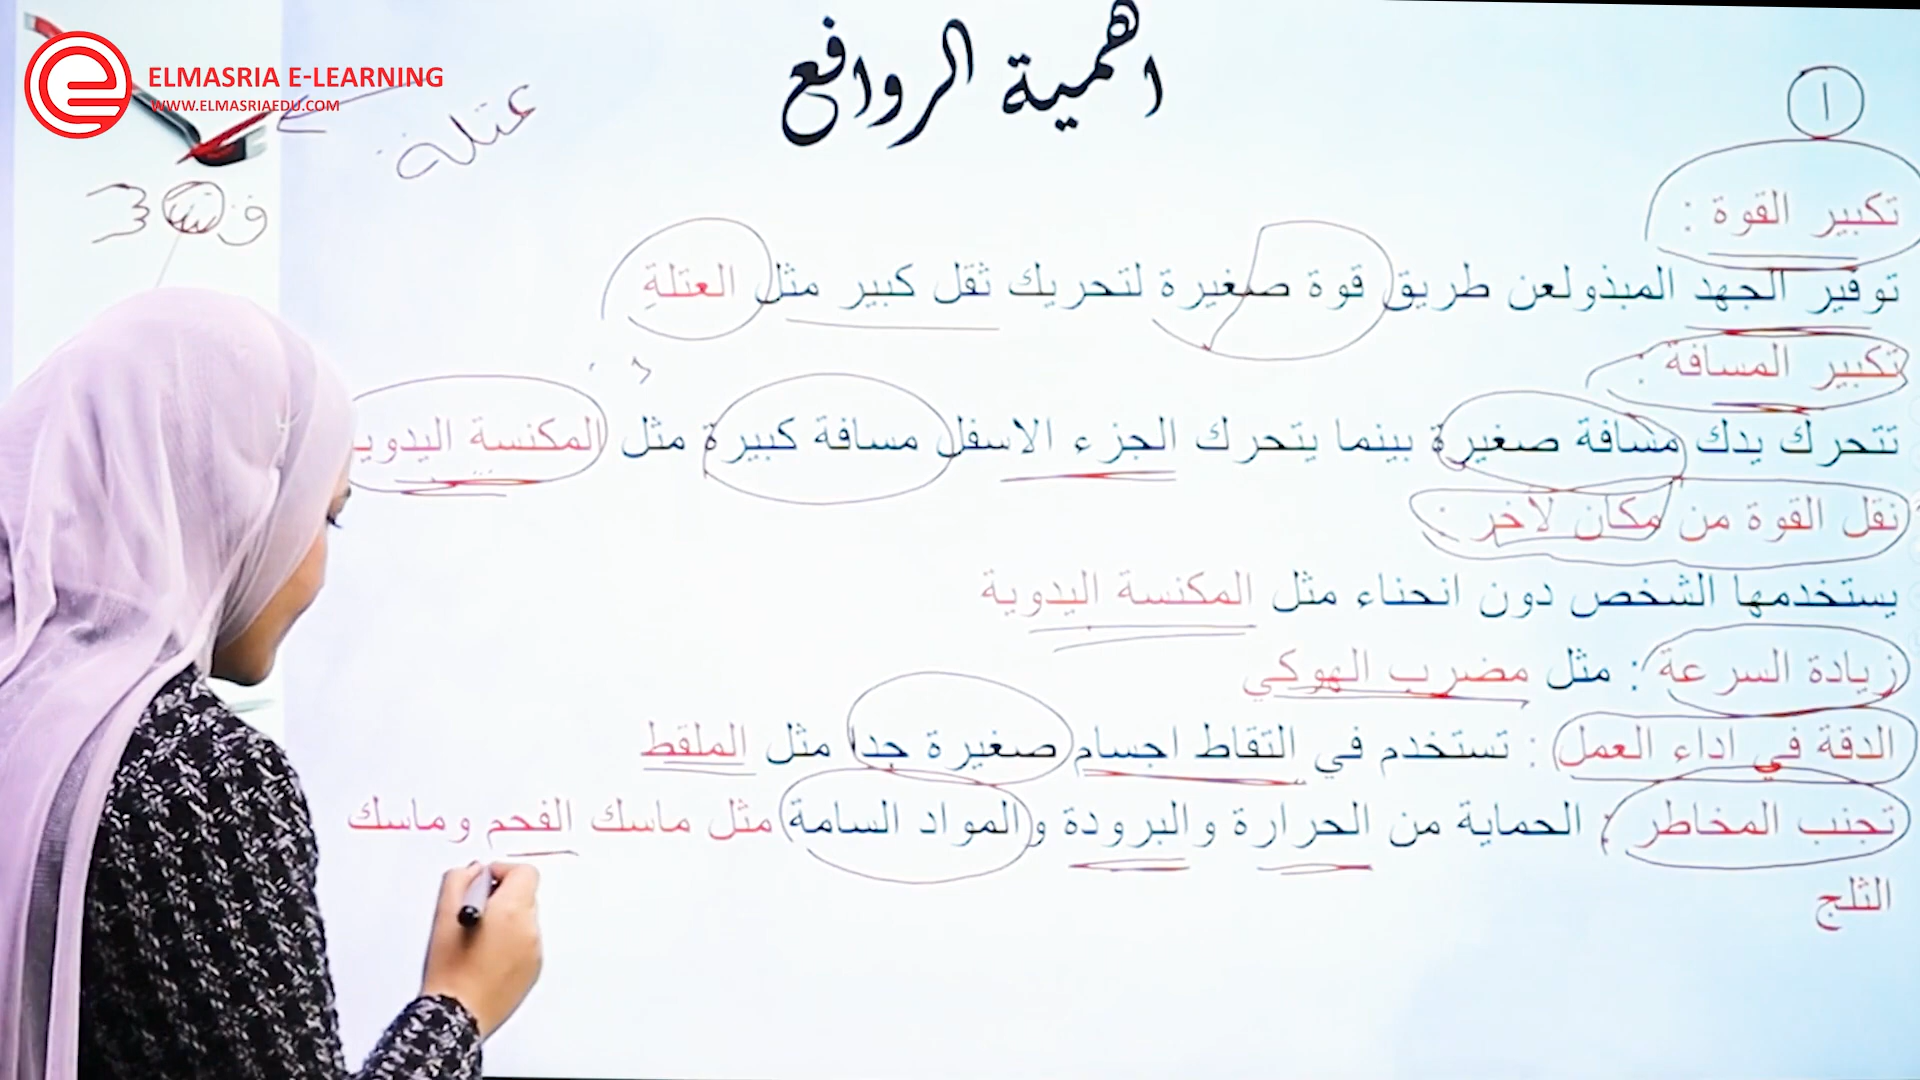 ELMASRIA E-LEARNING
WWW.ELMASRIAEDU.COM
اهمية الروافع
١
عتلة
تكبير القوة :
توفير الجهد المبذولعن طريق قوة صغيرة لتحريك ثقل كبير مثل العتلةِ
تكبير المسافة :
تتحرك يدك مسافة صغيرة بينما يتحرك الجزء الاسفل مسافة كبيرة مثل المكنسة اليدوية
نقل القوة من مكان لاخر :
يستخدمها الشخص دون انحناء مثل المكنسة اليدوية
زيادة السرعة : مثل مضرب الهوكي
الدقة في اداء العمل : تستخدم في التقاط اجسام صغيرة جدا مثل الملقط
تجنب المخاطر : الحماية من الحرارة والبرودة والمواد السامة مثل ماسك الفحم وماسك
الثلج